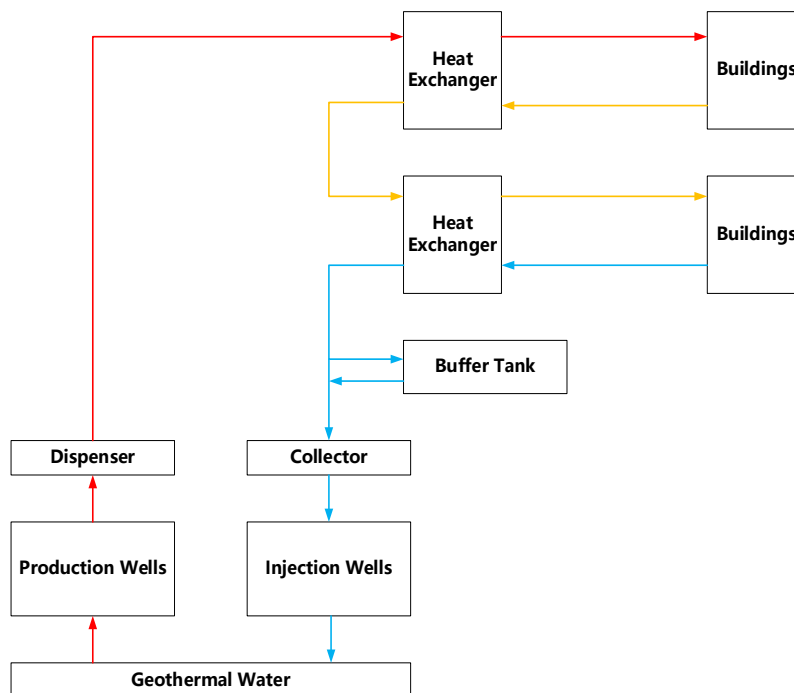 Heat
Exchanger
Buildings
Heat
Exchanger
Buildings
Buffer Tank
Dispenser
Collector
Production Wells
Injection Wells
Geothermal Water